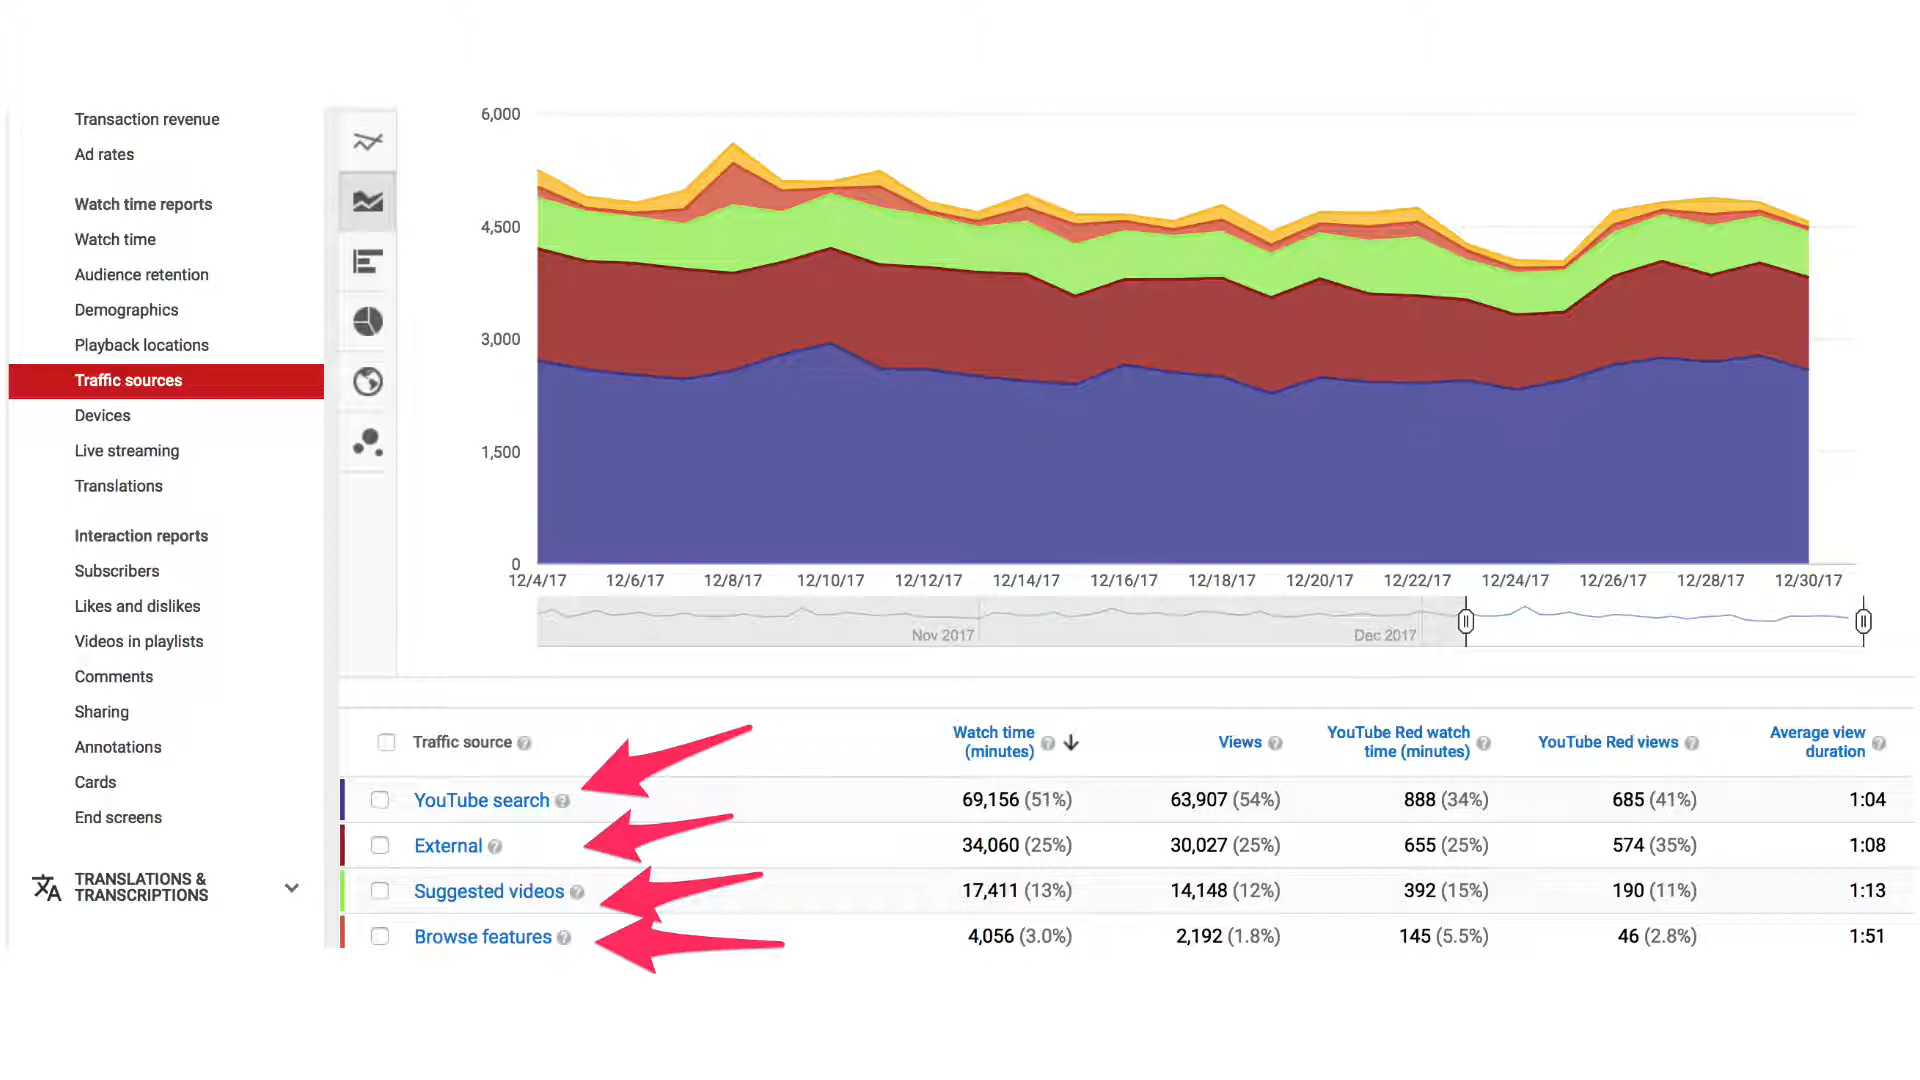 Transaction revenue
Ad rates
Watch time reports
Watch time
Audience retention
Demographics
Playback locations
Traffic sources
Devices
Live streaming
Translations
Interaction reports
Subscribers
Likes and dislikes
Videos in playlists
Comments
Sharing
Annotations
Cards
End screens
TRANSLATIONS &
TRANSCRIPTIONS
6,000
4,500
3,000
1,500
0
12/4/17 12/6/17 12/8/17 12/10/17 12/12/17 12/14/17 12/16/17 12/18/17 12/20/17 12/22/17 12/24/17 12/26/17 12/28/17 12/30/17
Nov 2017 Dec 2017
Traffic source ? Watch time (minutes) ? Views ? YouTube Red watch time (minutes) ? YouTube Red views ? Average view duration ?
YouTube search ? 69,156 (51%) 63,907 (54%) 888 (34%) 685 (41%) 1:04
External ? 34,060 (25%) 30,027 (25%) 655 (25%) 574 (35%) 1:08
Suggested videos ? 17,411 (13%) 14,148 (12%) 392 (15%) 190 (11%) 1:13
Browse features ? 4,056 (3.0%) 2,192 (1.8%) 145 (5.5%) 46 (2.8%) 1:51